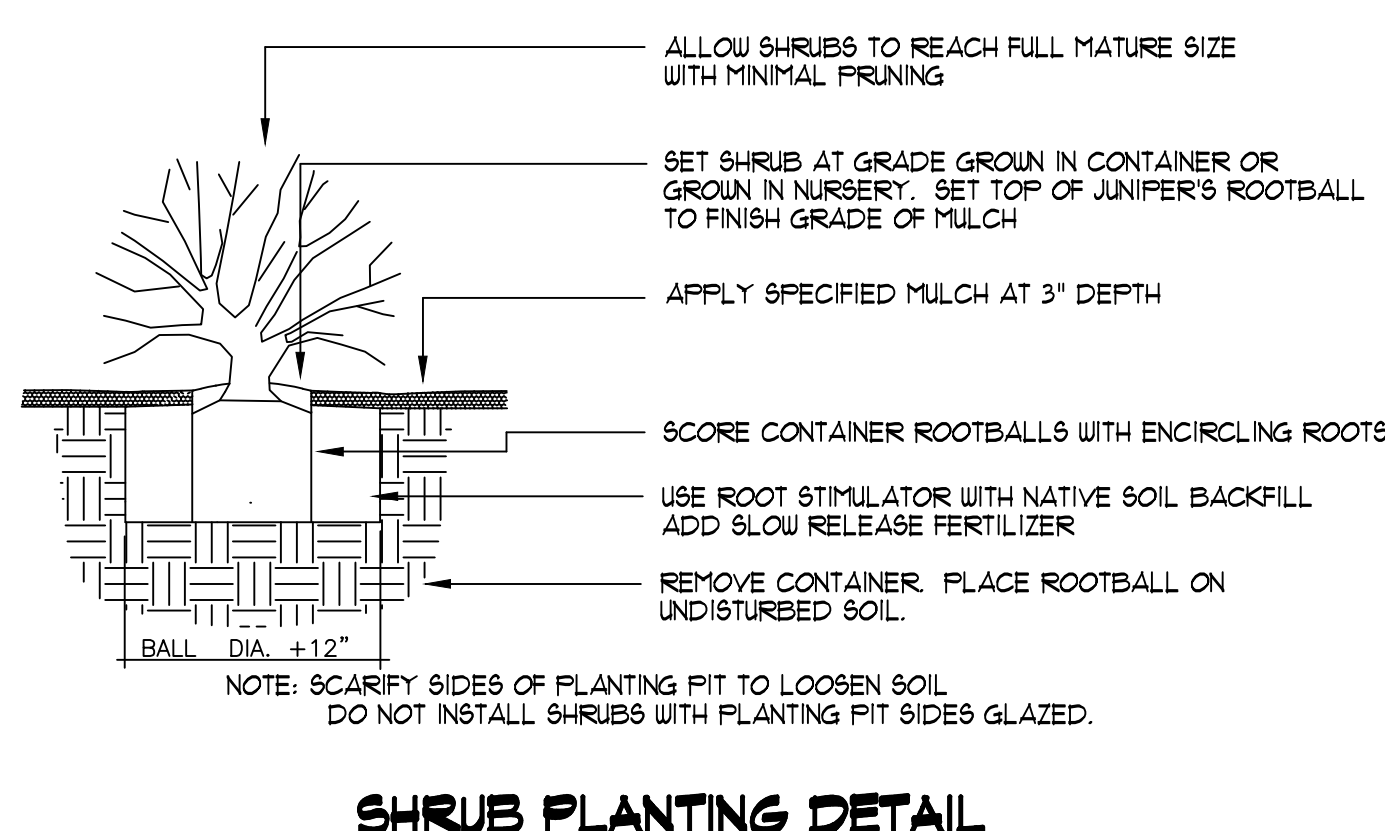 ALLOW SHRUBS TO REACH FULL MATURE SIZE
WITH MINIMAL PRUNING
SET SHRUB AT GRADE GROWN IN CONTAINER OR
GROWN IN NURSERY. SET TOP OF JUNIPER'S ROOTBALL
TO FINISH GRADE OF MULCH
APPLY SPECIFIED MULCH AT 3" DEPTH
SCORE CONTAINER ROOTBALLS WITH ENCIRCLING ROOTS
USE ROOT STIMULATOR WITH NATIVE SOIL BACKFILL
ADD SLOW RELEASE FERTILIZER
REMOVE CONTAINER. PLACE ROOTBALL ON
UNDISTURBED SOIL.
BALL DIA. +12”
NOTE: SCARIFY SIDES OF PLANTING PIT TO LOOSEN SOIL
DO NOT INSTALL SHRUBS WITH PLANTING PIT SIDES GLAZED.
SHRUB PLANTING DETAIL